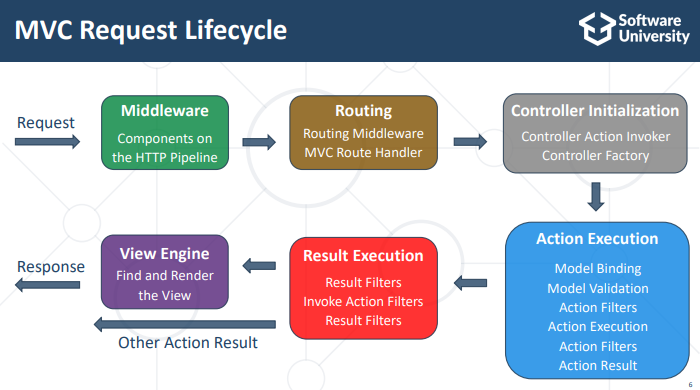 MVC Request Lifecycle
Software
University
Request
Middleware
Components on
the HTTP Pipeline
Routing
Routing Middleware
MVC Route Handler
Controller Initialization
Controller Action Invoker
Controller Factory
Action Execution
Model Binding
Model Validation
Action Filters
Action Execution
Action Filters
Action Result
Result Execution
Result Filters
Invoke Action Filters
Result Filters
View Engine
Find and Render
the View
Response
Other Action Result
6